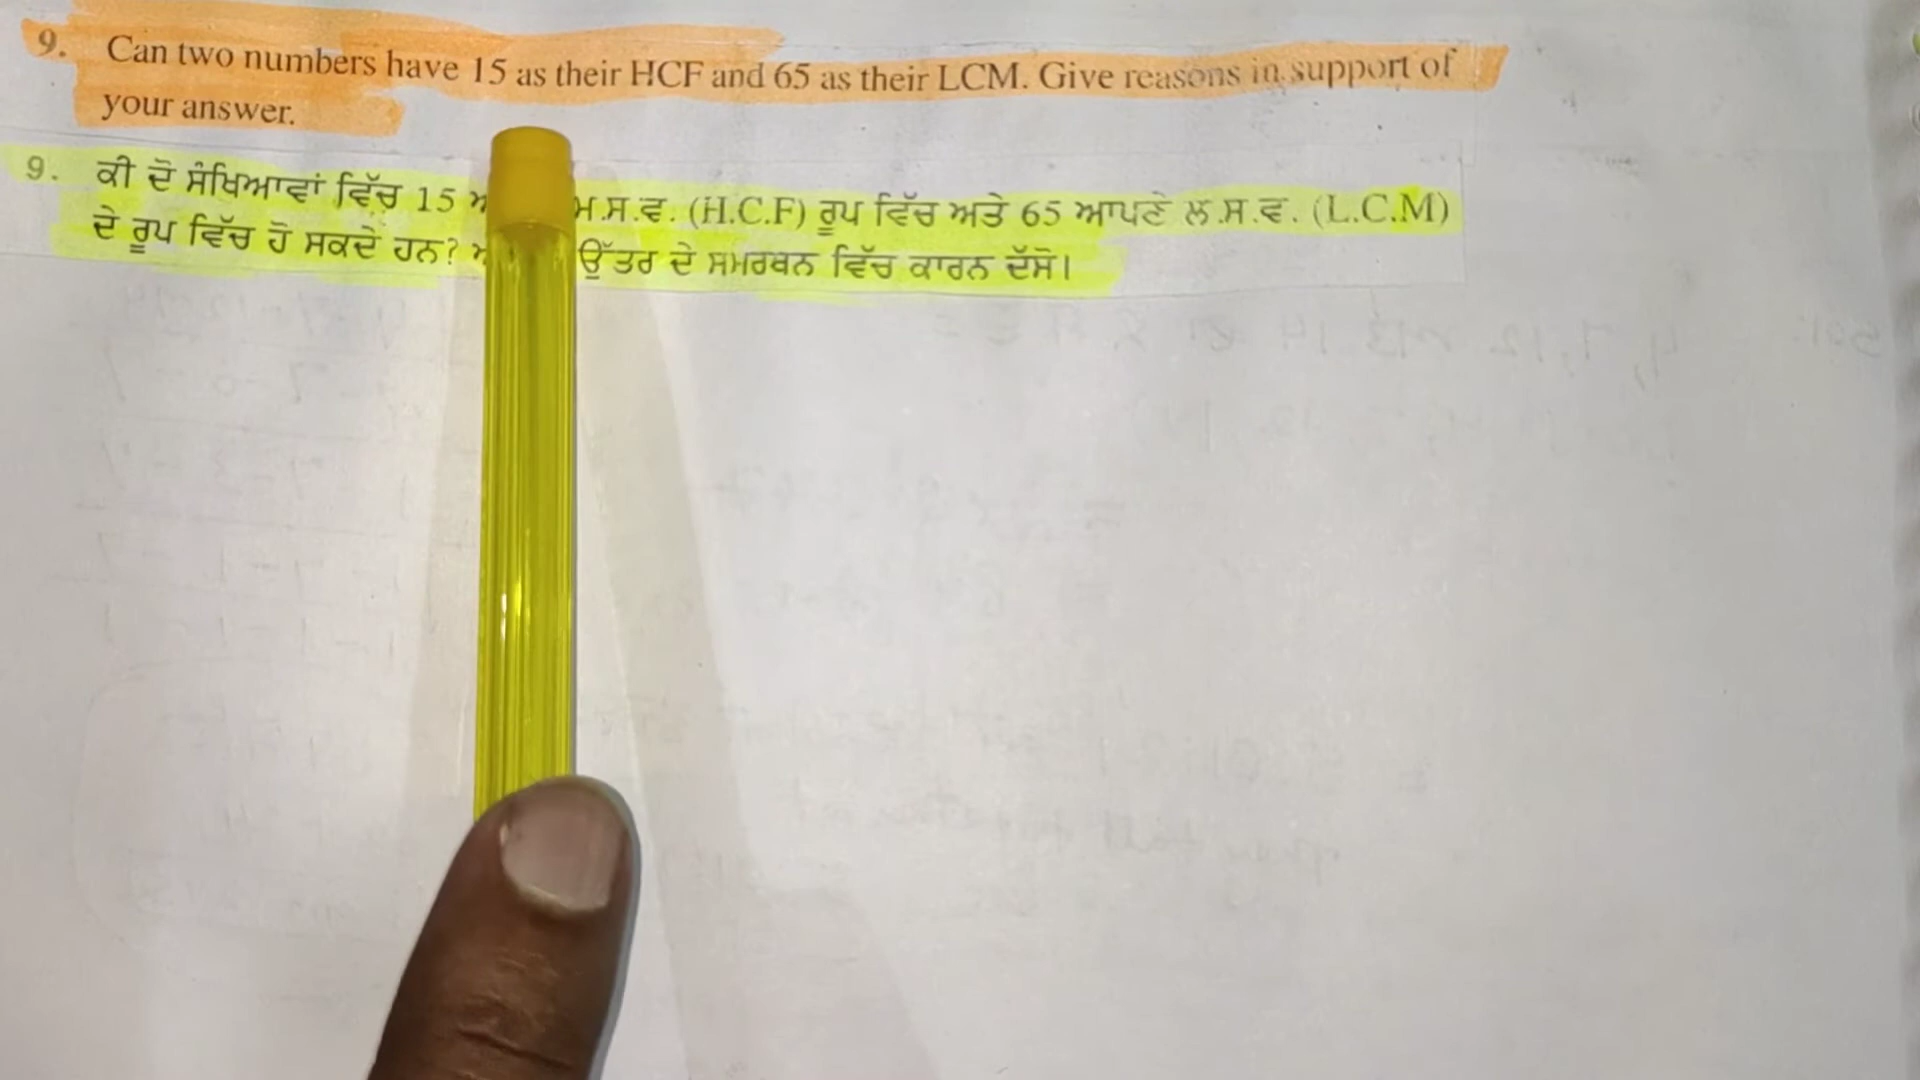 9. Can two numbers have 15 as their HCF and 65 as their LCM. Give reasons in support of
your answer.
9. ਕੀ ਦੋ ਸੰਖਿਆਵਾਂ ਵਿੱਚ 15 ਮ.ਸ.ਵ. (H.C.F) ਰੂਪ ਵਿੱਚ ਅਤੇ 65 ਆਪਣੇ ਲ.ਸ.ਵ. (L.C.M)
ਦੇ ਰੂਪ ਵਿੱਚ ਹੋ ਸਕਦੇ ਹਨ? ਉੱਤਰ ਦੇ ਸਮਰਥਨ ਵਿੱਚ ਕਾਰਨ ਦੱਸੋ।